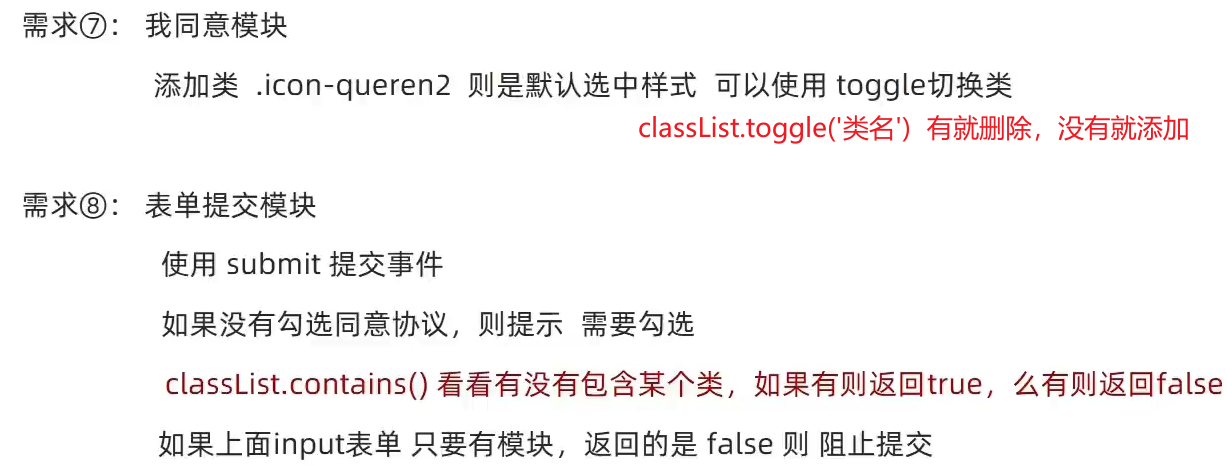 需求⑦： 我同意模块
添加类 .icon-queren2 则是默认选中样式 可以使用 toggle切换类
classList.toggle('类名'）有就删除，没有就添加
需求⑧： 表单提交模块
使用 submit 提交事件
如果没有勾选同意协议，则提示 需要勾选
classList.contains() 看看有没有包含某个类，如果有则返回true，么有则返回false
如果上面input表单 只要有模块，返回的是 false 则 阻止提交